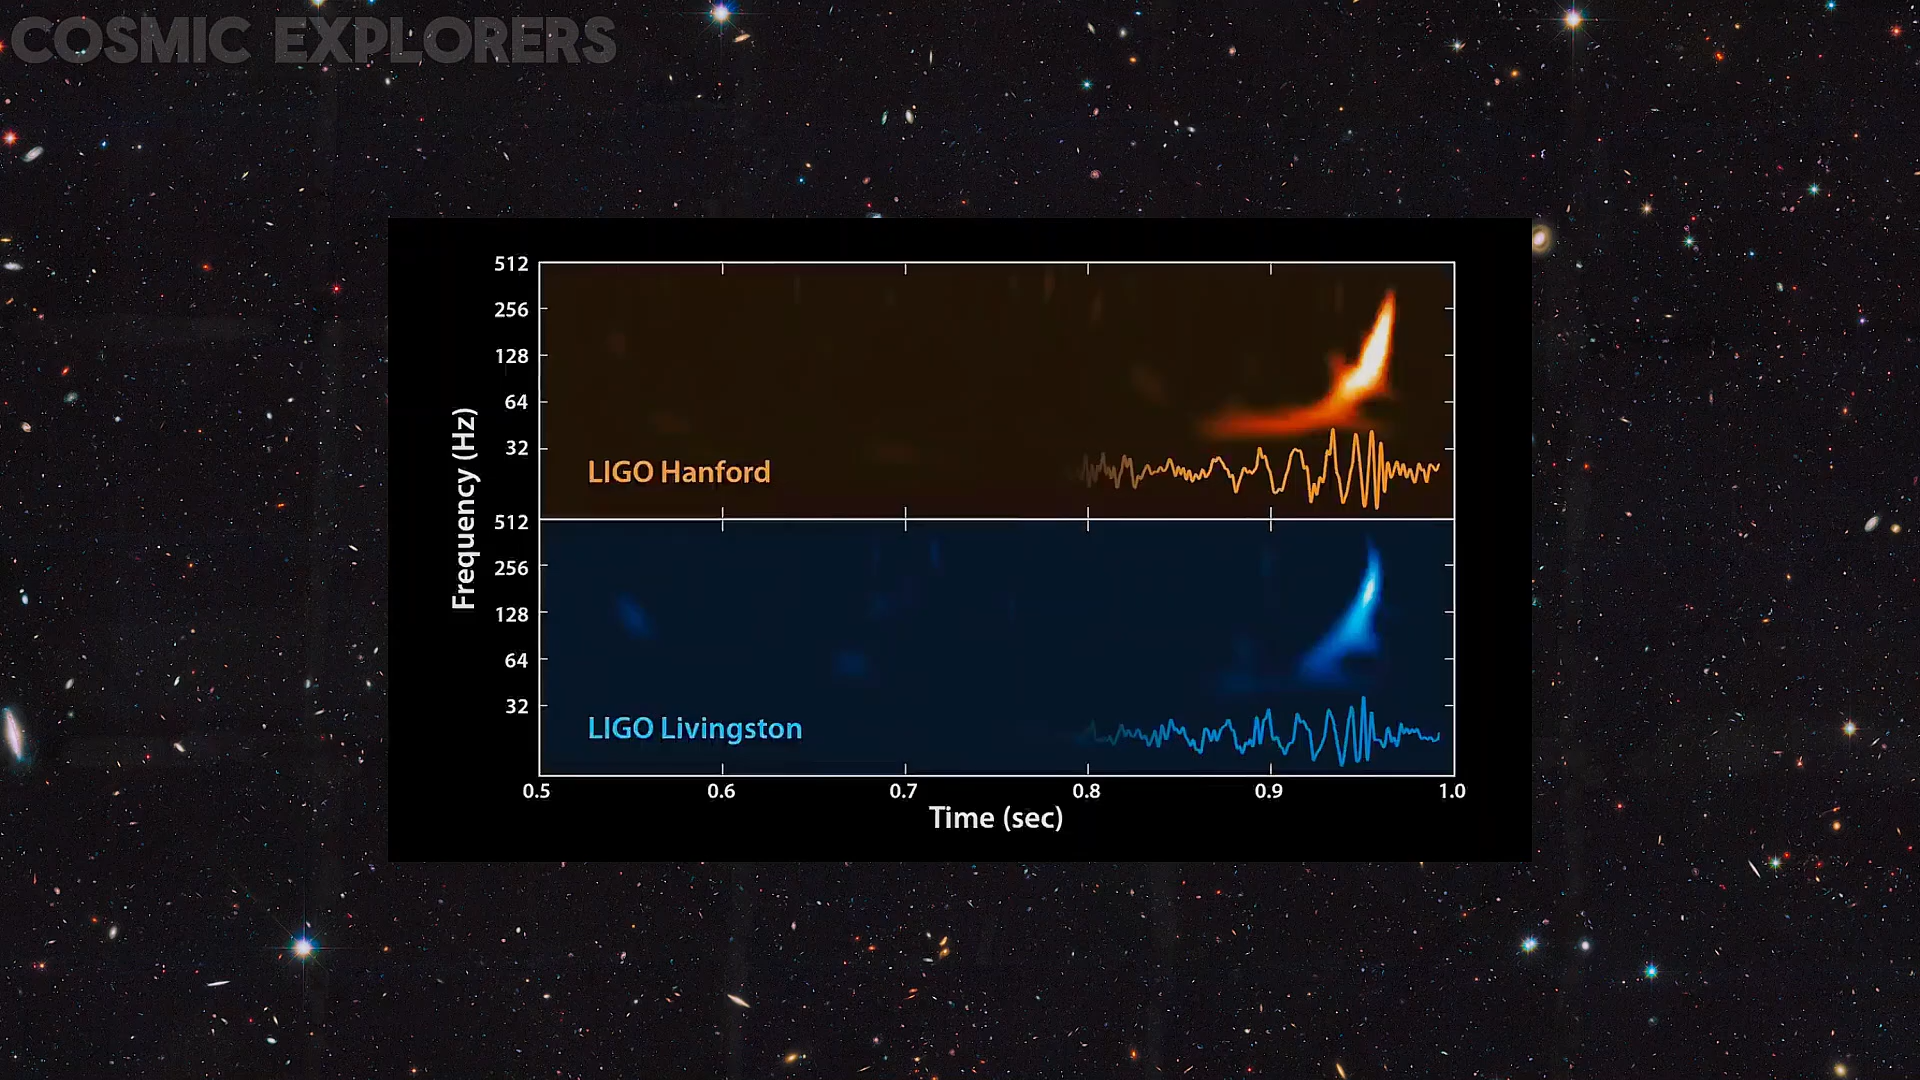 COSMIC EXPLORERS
512
256
128
64
32
LIGO Hanford
512
256
128
64
32
LIGO Livingston
Frequency (Hz)
0.5 0.6 0.7 0.8 0.9 1.0
Time (sec)